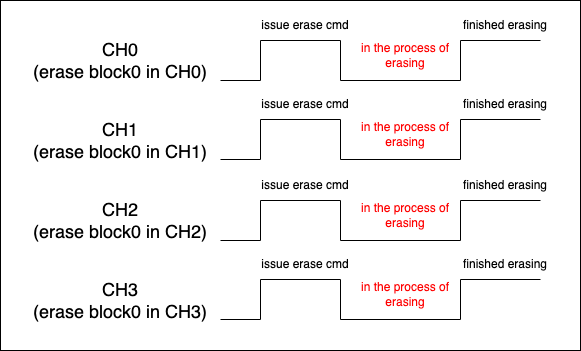 issue erase cmd
finished erasing
CH0
(erase block0 in CH0)
in the process of
erasing
issue erase cmd
finished erasing
CH1
(erase block0 in CH1)
in the process of
erasing
issue erase cmd
finished erasing
CH2
(erase block0 in CH2)
in the process of
erasing
issue erase cmd
finished erasing
CH3
(erase block0 in CH3)
in the process of
erasing